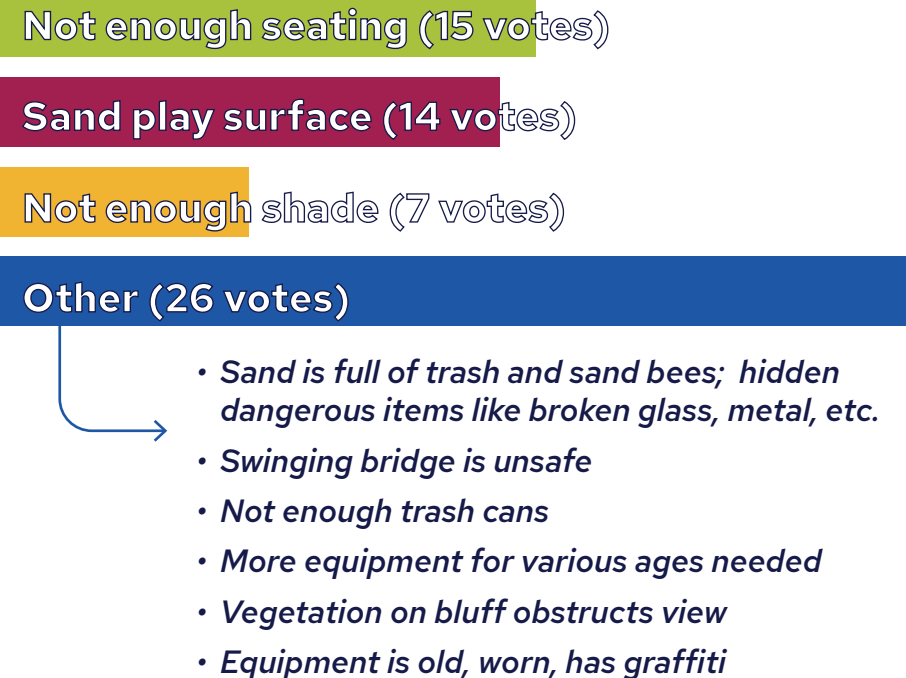 Not enough seating (15 votes)
Sand play surface (14 votes)
Not enough shade (7 votes)
Other (26 votes)
• Sand is full of trash and sand bees;  hidden
dangerous items like broken glass, metal, etc.
• Swinging bridge is unsafe
• Not enough trash cans
• More equipment for various ages needed
• Vegetation on bluff obstructs view
• Equipment is old, worn, has graffiti